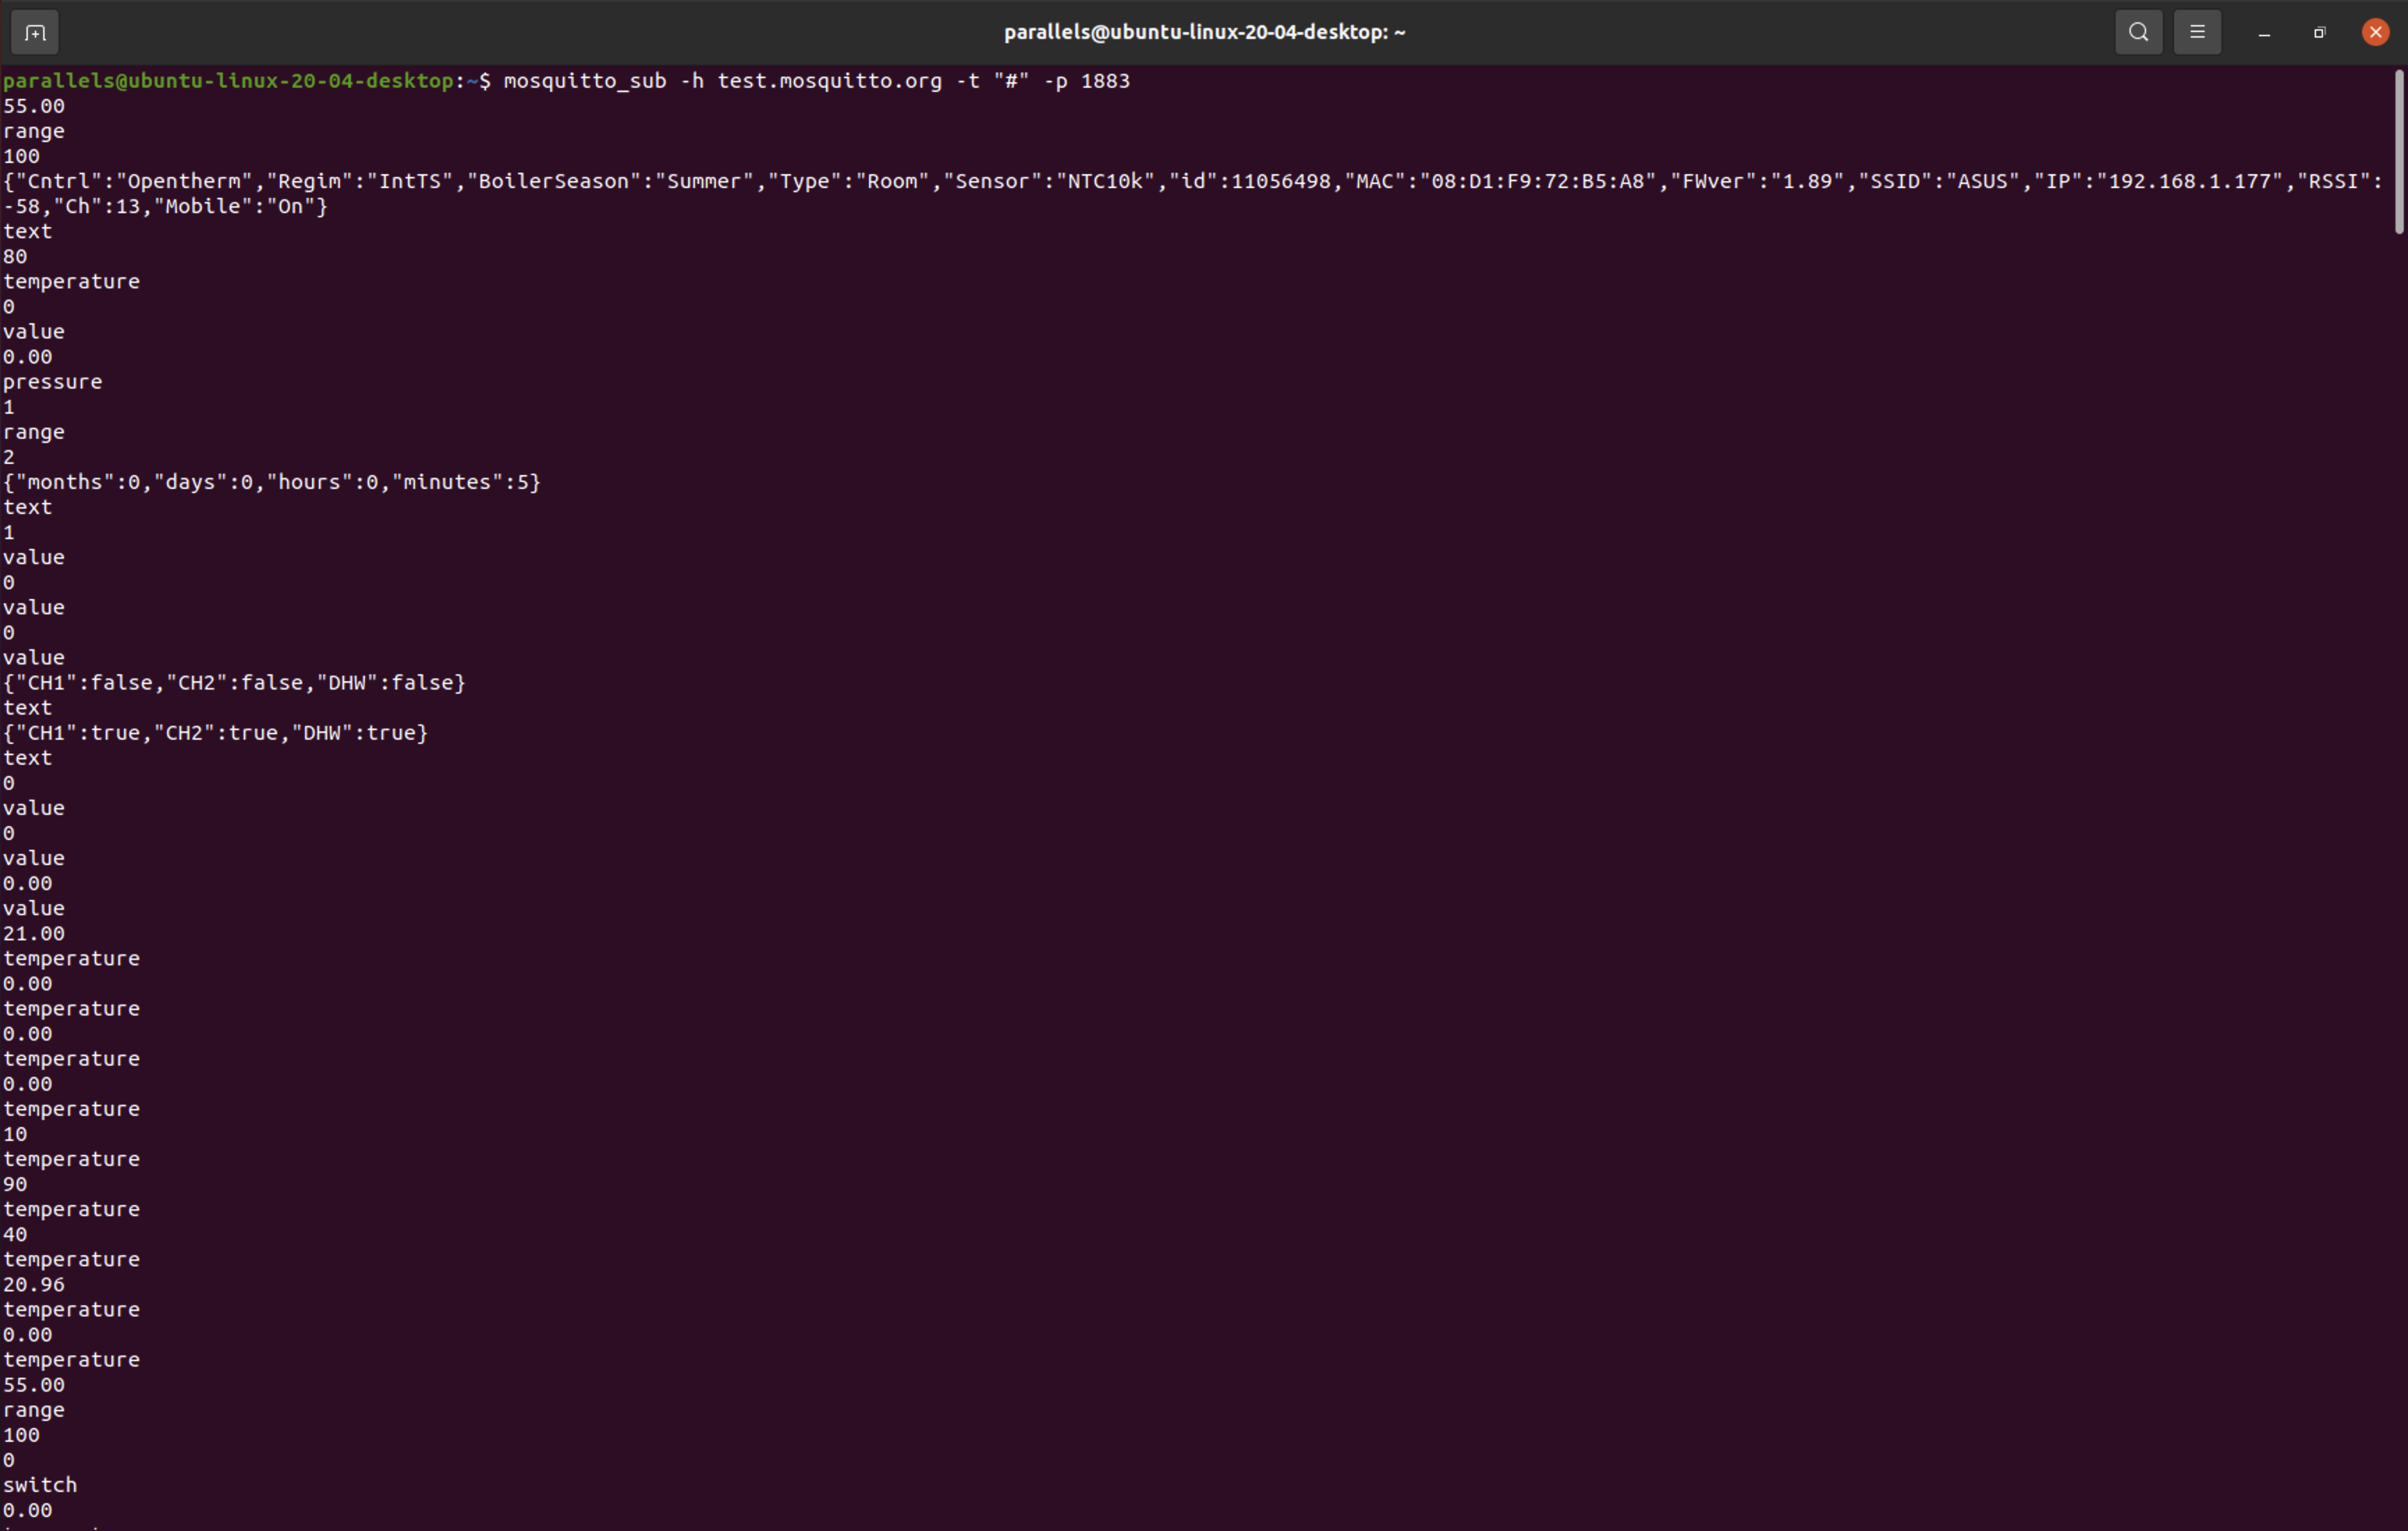 parallels@ubuntu-linux-20-04-desktop: ~
parallels@ubuntu-linux-20-04-desktop:~$ mosquitto_sub -h test.mosquitto.org -t "#" -p 1883
55.00
range
100
{"Cntrl":"Opentherm","Regim":"IntTS","BoilerSeason":"Summer","Type":"Room","Sensor":"NTC10k","id":11056498,"MAC":"08:D1:F9:72:B5:A8","FWver":"1.89","SSID":"ASUS","IP":"192.168.1.177","RSSI":
-58,"Ch":13,"Mobile":"On"}
text
80
temperature
0
value
0.00
pressure
1
range
2
{"months":0,"days":0,"hours":0,"minutes":5}
text
1
value
0
value
0
value
{"CH1":false,"CH2":false,"DHW":false}
text
{"CH1":true,"CH2":true,"DHW":true}
text
0
value
0
value
0.00
value
21.00
temperature
0.00
temperature
0.00
temperature
0.00
temperature
10
temperature
90
temperature
40
temperature
20.96
temperature
0.00
temperature
55.00
range
100
0
switch
0.00